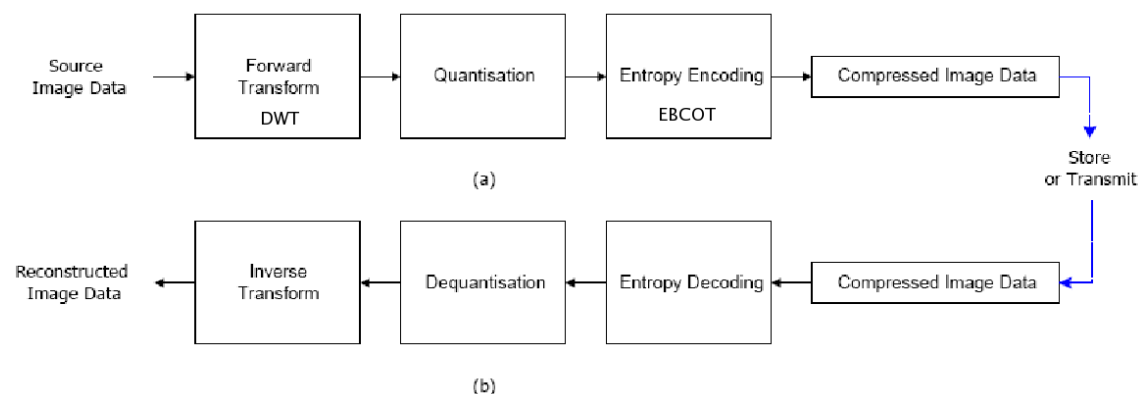 Source
Image Data
Forward
Transform
DWT
Quantisation
Entropy Encoding
EBCOT
Compressed Image Data
Store
or Transmit
(a)
Reconstructed
Image Data
Inverse
Transform
Dequantisation
Entropy Decoding
Compressed Image Data
(b)